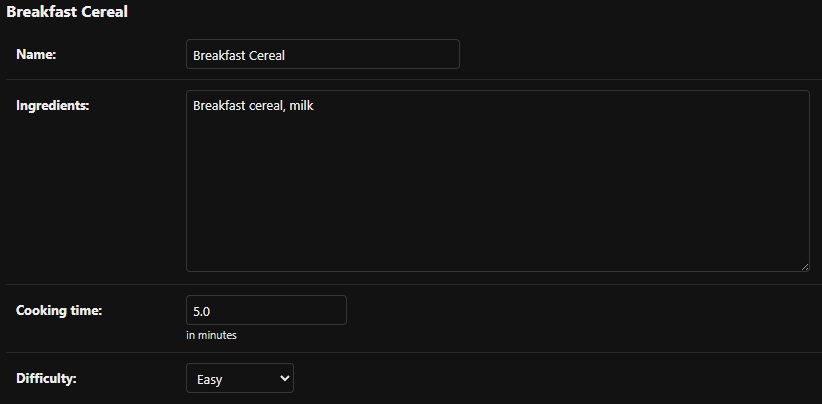 Breakfast Cereal
Name: Breakfast Cereal
Ingredients: Breakfast cereal, milk
Cooking time: 5.0
in minutes
Difficulty: Easy